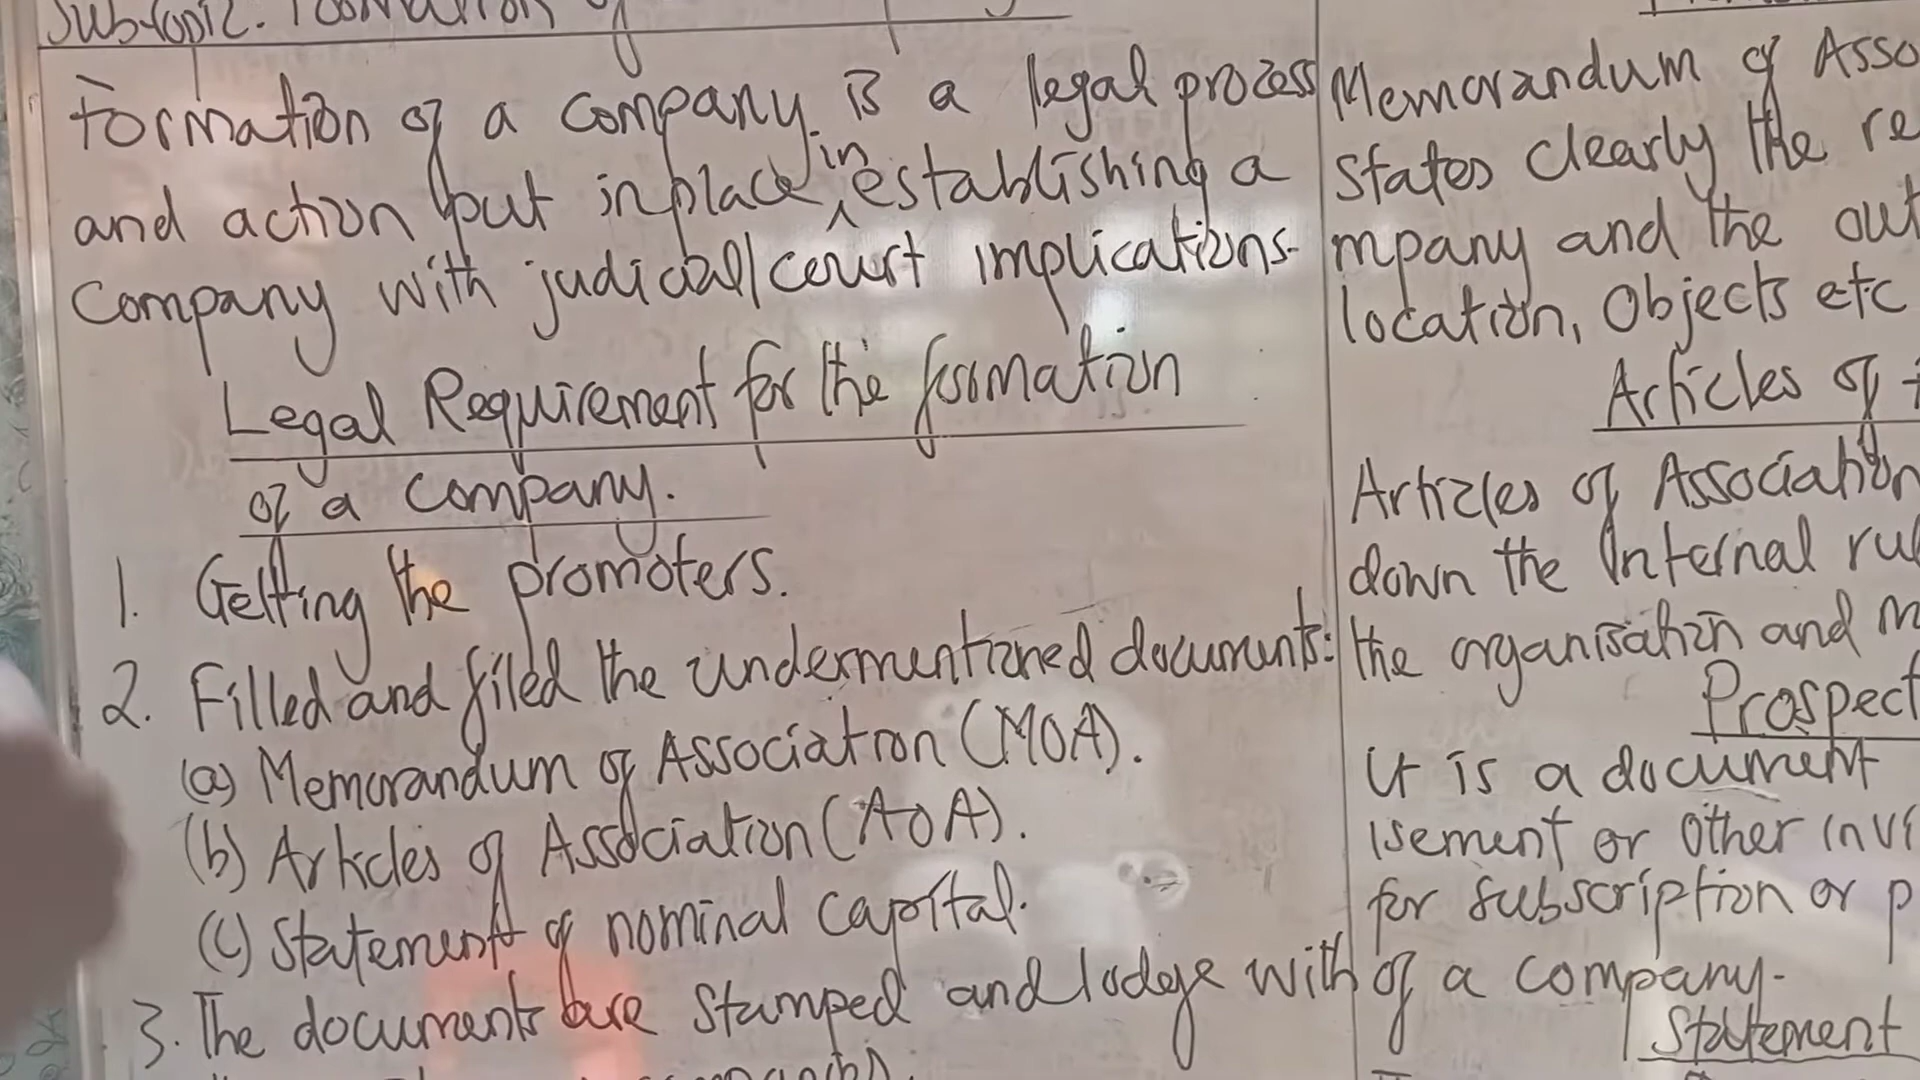 Subtopic: Formation of
Formation of a company is a legal process
and action put in place in establishing a
Company with judicial/court implications.
Legal Requirement for the formation
of a company.
1. Getting the promoters.
2. Filled and filed the undermentioned documents:
(a) Memorandum of Association (MOA).
(b) Articles of Association (AOA).
(c) Statement of nominal capital.
3. The documents are stamped and lodge with
Memorandum of Asso
States clearly the re
mpany and the out
location, Objects etc
Articles of
Articles of Association
down the internal rul
the organisation and m
Prospect
it is a document
isement or other invi
for subscription or p
of a company.
Statement